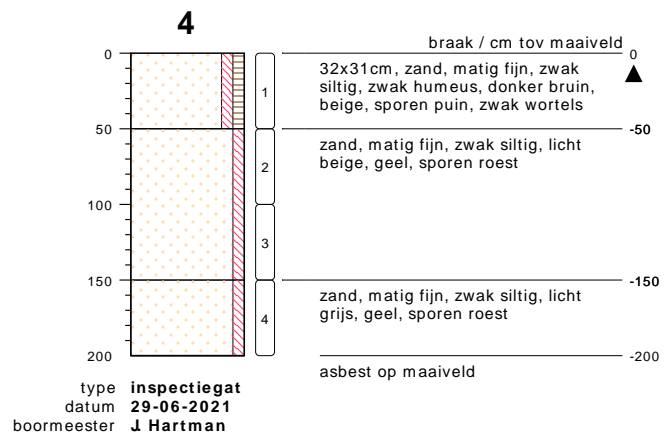 4
braak / cm tov maaiveld
0 0
32x31cm, zand, matig fijn, zwak
siltig, zwak humeus, donker bruin,
beige, sporen puin, zwak wortels
1
50 -50
zand, matig fijn, zwak siltig, licht
beige, geel, sporen roest
2
100
3
150 -150
zand, matig fijn, zwak siltig, licht
grijs, geel, sporen roest
4
200 -200
asbest op maaiveld
type inspectiegat
datum 29-06-2021
boormeester J. Hartman